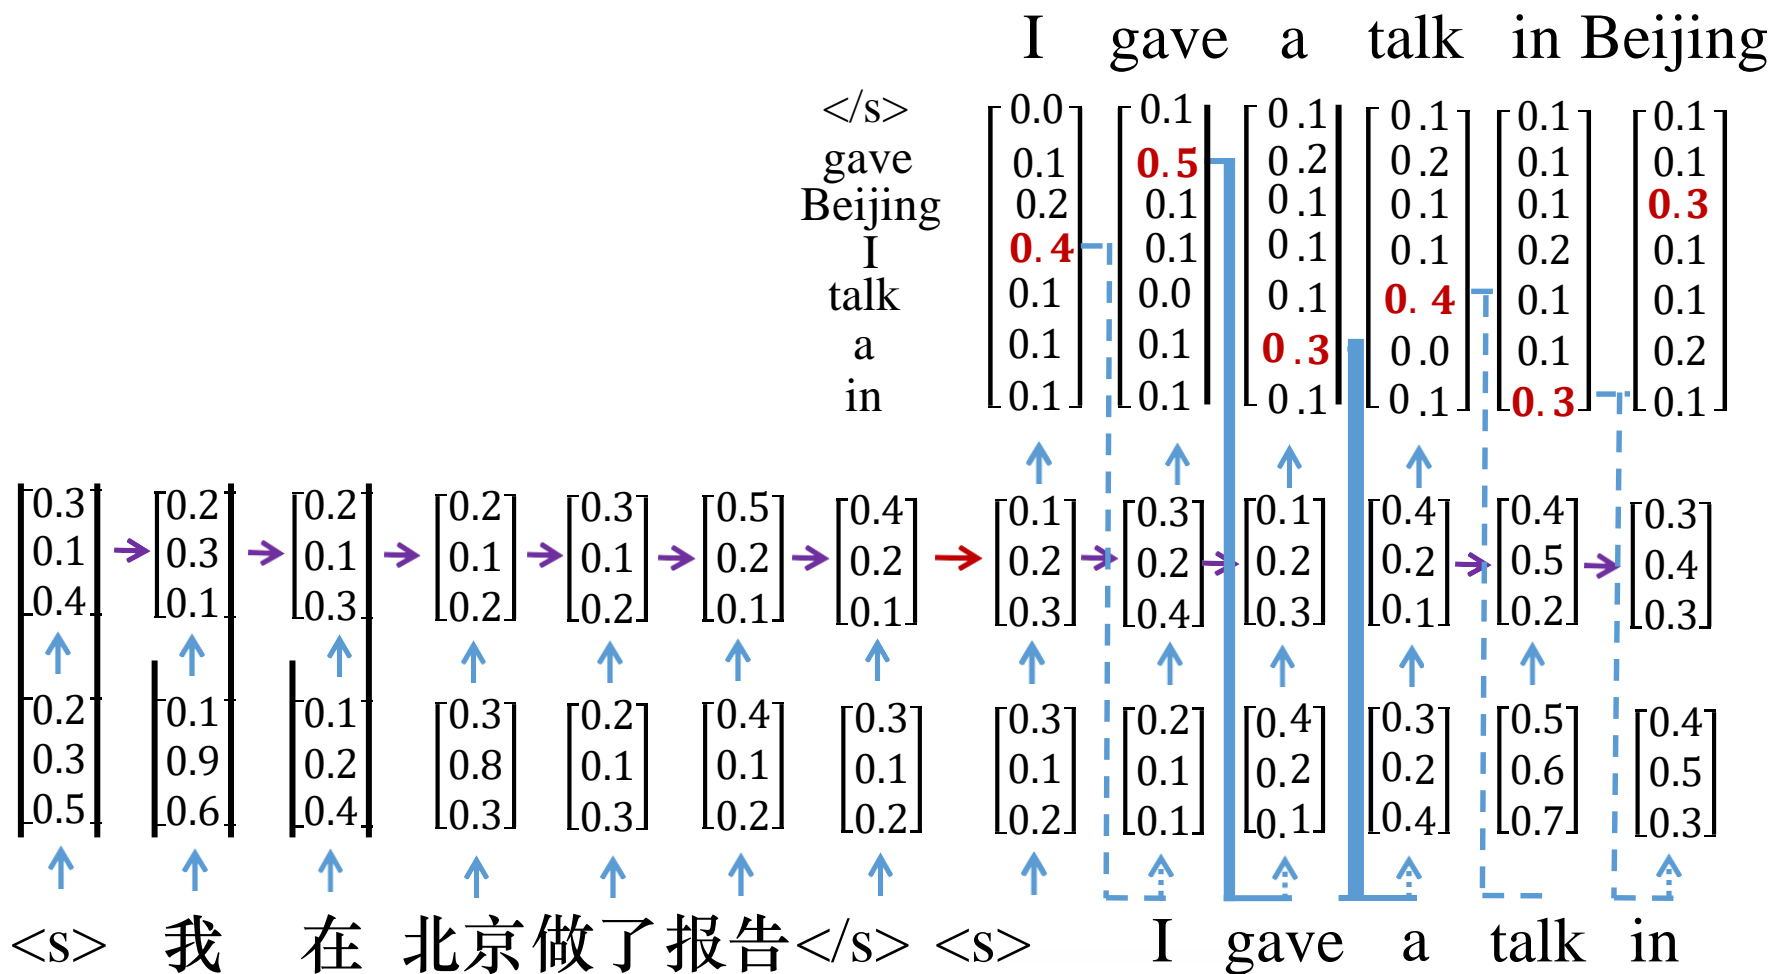 I gave a talk in Beijing
</s> 0.0 0.1 0.1 0.1 0.1 0.1
gave 0.1 0.5 0.2 0.2 0.1 0.1
Beijing 0.2 0.1 0.1 0.1 0.1 0.3
I 0.4 0.1 0.1 0.1 0.2 0.1
talk 0.1 0.0 0.1 0.4 0.1 0.1
a 0.1 0.1 0.3 0.0 0.1 0.2
in 0.1 0.1 0.1 0.1 0.3 0.1
0.3 0.2 0.2 0.2 0.3 0.5 0.4 0.1 0.3 0.1 0.4 0.4 0.3
0.1 0.3 0.1 0.1 0.1 0.2 0.2 0.2 0.2 0.2 0.2 0.5 0.4
0.4 0.1 0.3 0.2 0.2 0.1 0.1 0.3 0.4 0.3 0.1 0.2 0.3
0.2 0.1 0.1 0.3 0.2 0.4 0.3 0.3 0.2 0.4 0.3 0.5 0.4
0.3 0.9 0.2 0.8 0.1 0.1 0.1 0.1 0.1 0.2 0.2 0.6 0.5
0.5 0.6 0.4 0.3 0.3 0.2 0.2 0.2 0.1 0.1 0.4 0.7 0.3
<s> 我 在 北京 做了 报告 </s> <s> I gave a talk in